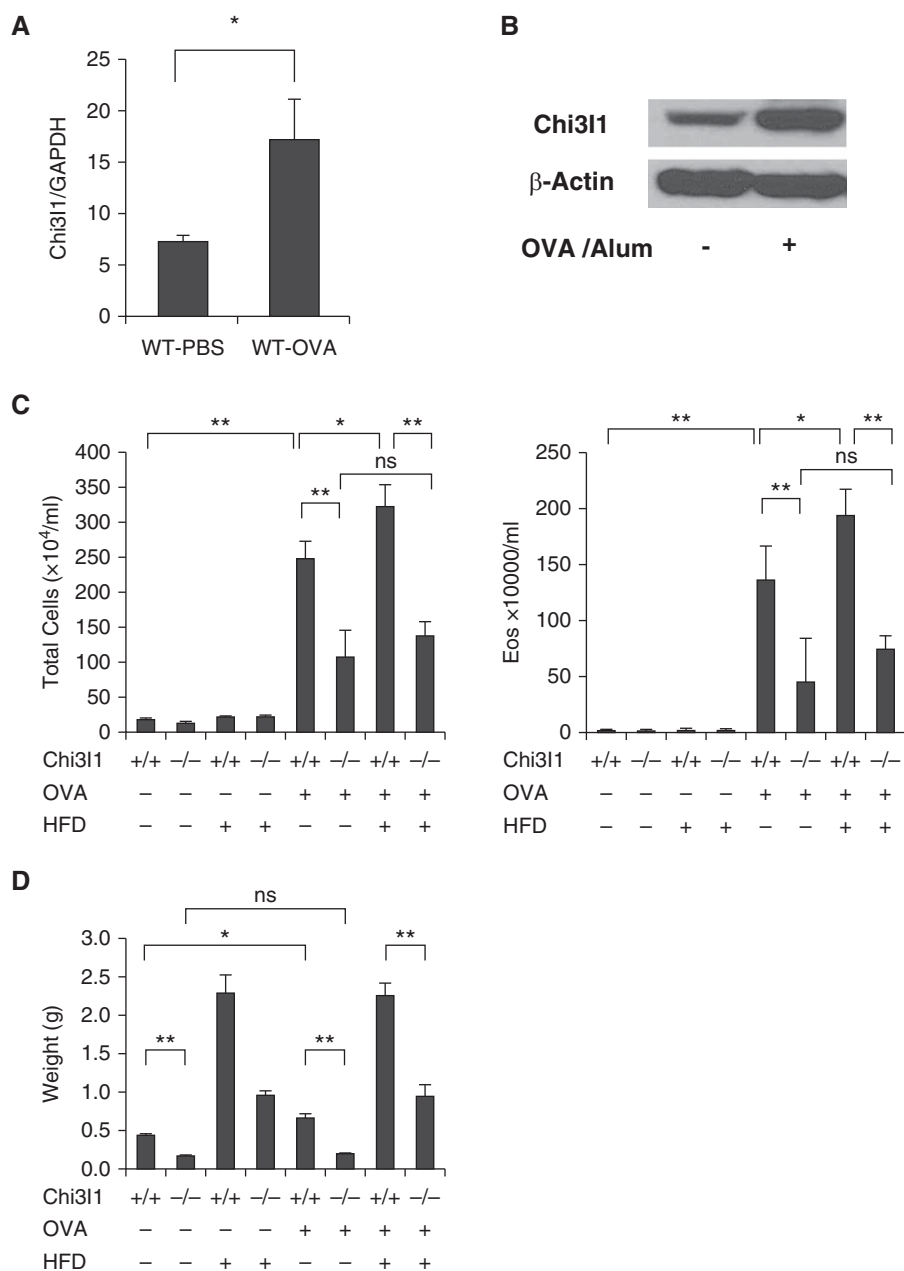 A
*
25
20
15
10
5
0
Chi3l1/GAPDH
WT-PBS WT-OVA
B
Chi3l1
β-Actin
OVA /Alum - +
C
** * **
ns
**
400
350
300
250
200
150
100
50
0
Total Cells (×10⁴/ml)
Chi3l1 +/+ –/– +/+ –/– +/+ –/– +/+ –/–
OVA – – – – + + + +
HFD – – + + – – + +
** * **
ns
**
250
200
150
100
50
0
Eos ×10000/ml
+/+ –/– +/+ –/– +/+ –/– +/+ –/–
– – – – + + + +
– – + + – – + +
D
ns
* **
** **
3.0
2.5
2.0
1.5
1.0
0.5
0.0
Weight (g)
Chi3l1 +/+ –/– +/+ –/– +/+ –/– +/+ –/–
OVA – – – – + + + +
HFD – – + + – – + +